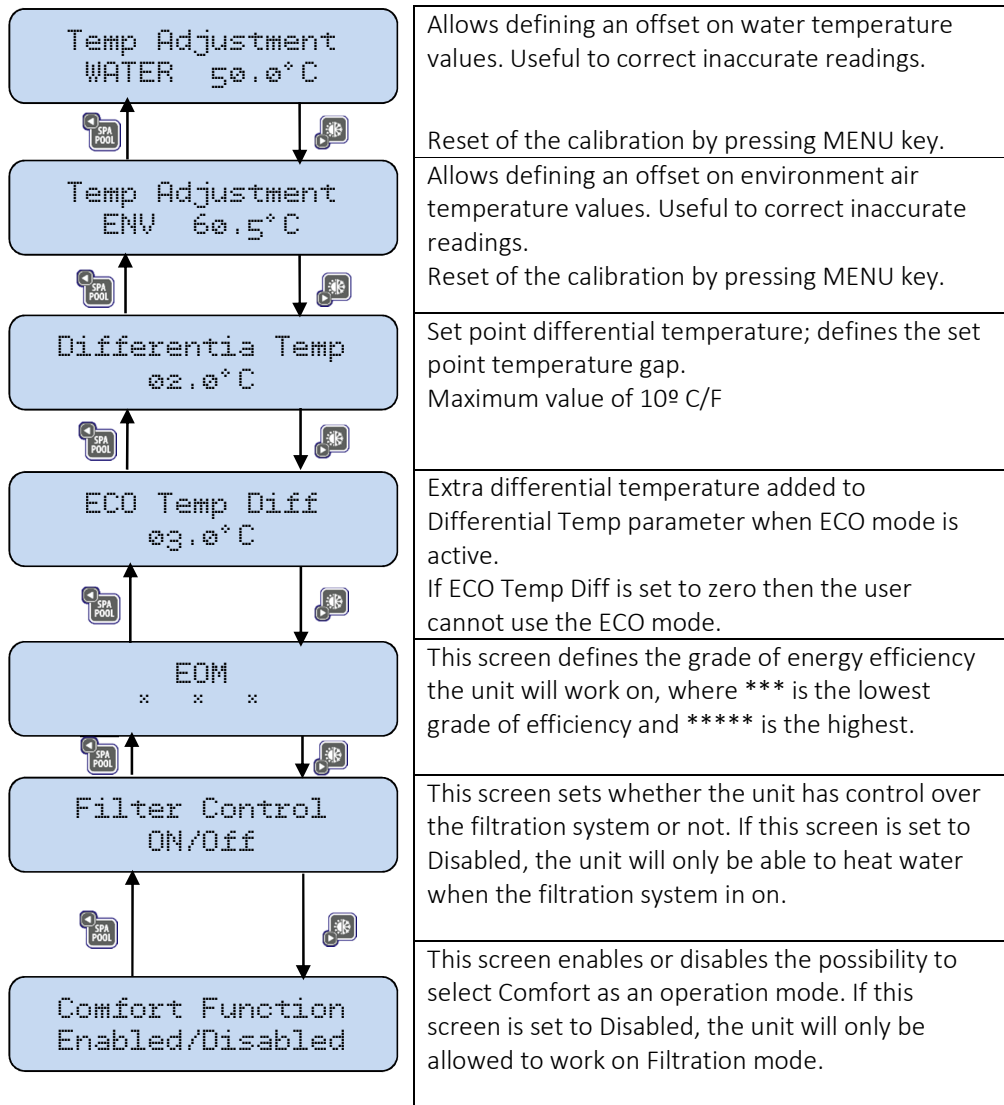 Temp Adjustment
WATER 50.0°C
Allows defining an offset on water temperature
values. Useful to correct inaccurate readings.
Reset of the calibration by pressing MENU key.
SPA
POOL
Temp Adjustment
ENV 60.5°C
Allows defining an offset on environment air
temperature values. Useful to correct inaccurate
readings.
Reset of the calibration by pressing MENU key.
SPA
POOL
Differentia Temp
02.0°C
Set point differential temperature; defines the set
point temperature gap.
Maximum value of 10º C/F
SPA
POOL
ECO Temp Diff
03.0°C
Extra differential temperature added to
Differential Temp parameter when ECO mode is
active.
If ECO Temp Diff is set to zero then the user
cannot use the ECO mode.
SPA
POOL
EOM
* * *
This screen defines the grade of energy efficiency
the unit will work on, where *** is the lowest
grade of efficiency and ***** is the highest.
SPA
POOL
Filter Control
ON/Off
This screen sets whether the unit has control over
the filtration system or not. If this screen is set to
Disabled, the unit will only be able to heat water
when the filtration system in on.
SPA
POOL
Comfort Function
Enabled/Disabled
This screen enables or disables the possibility to
select Comfort as an operation mode. If this
screen is set to Disabled, the unit will only be
allowed to work on Filtration mode.